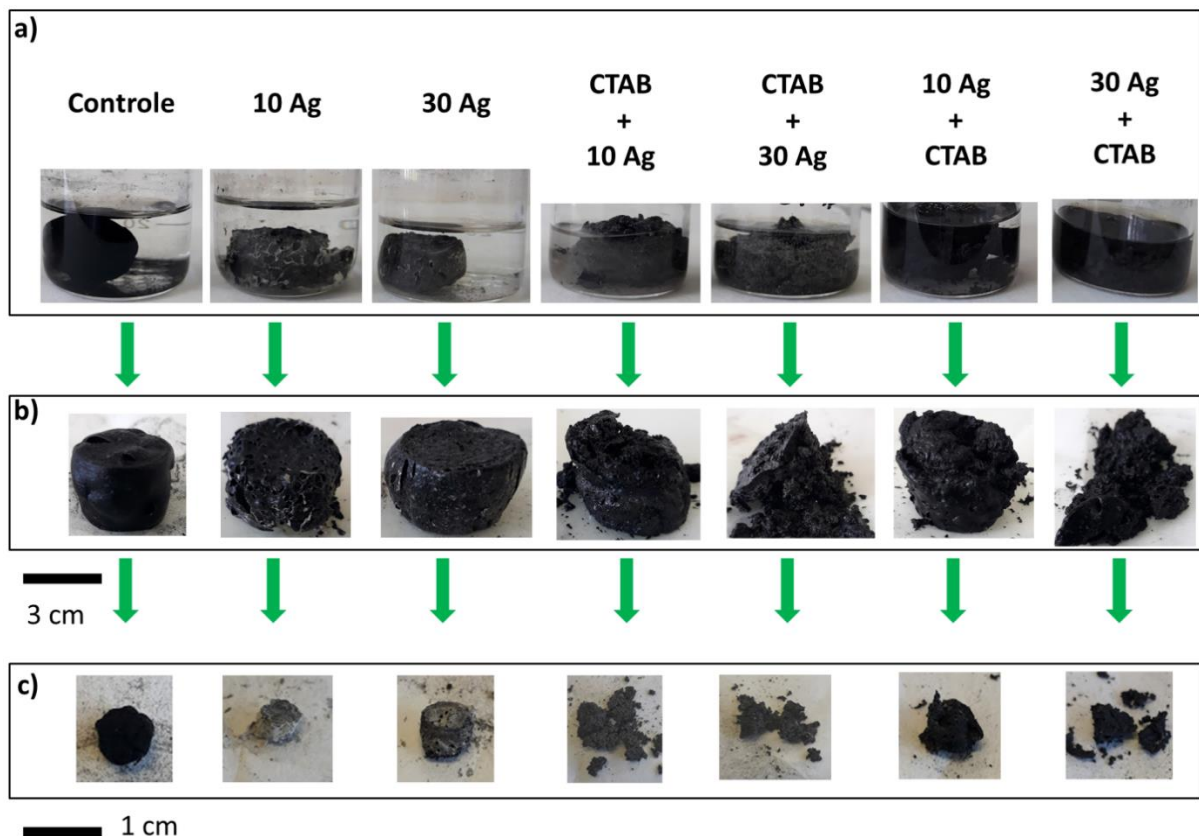 a)
Controle
10 Ag
30 Ag
CTAB
+
10 Ag
CTAB
+
30 Ag
10 Ag
+
CTAB
30 Ag
+
CTAB
b)
3 cm
c)
1 cm